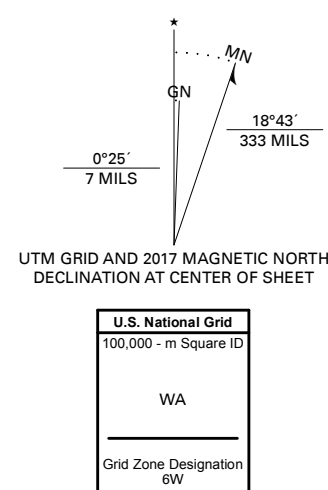 ★
MN
GN
18°43´
333 MILS
0°25´
7 MILS
UTM GRID AND 2017 MAGNETIC NORTH
DECLINATION AT CENTER OF SHEET
U.S. National Grid
100,000 - m Square ID
WA
Grid Zone Designation
6W